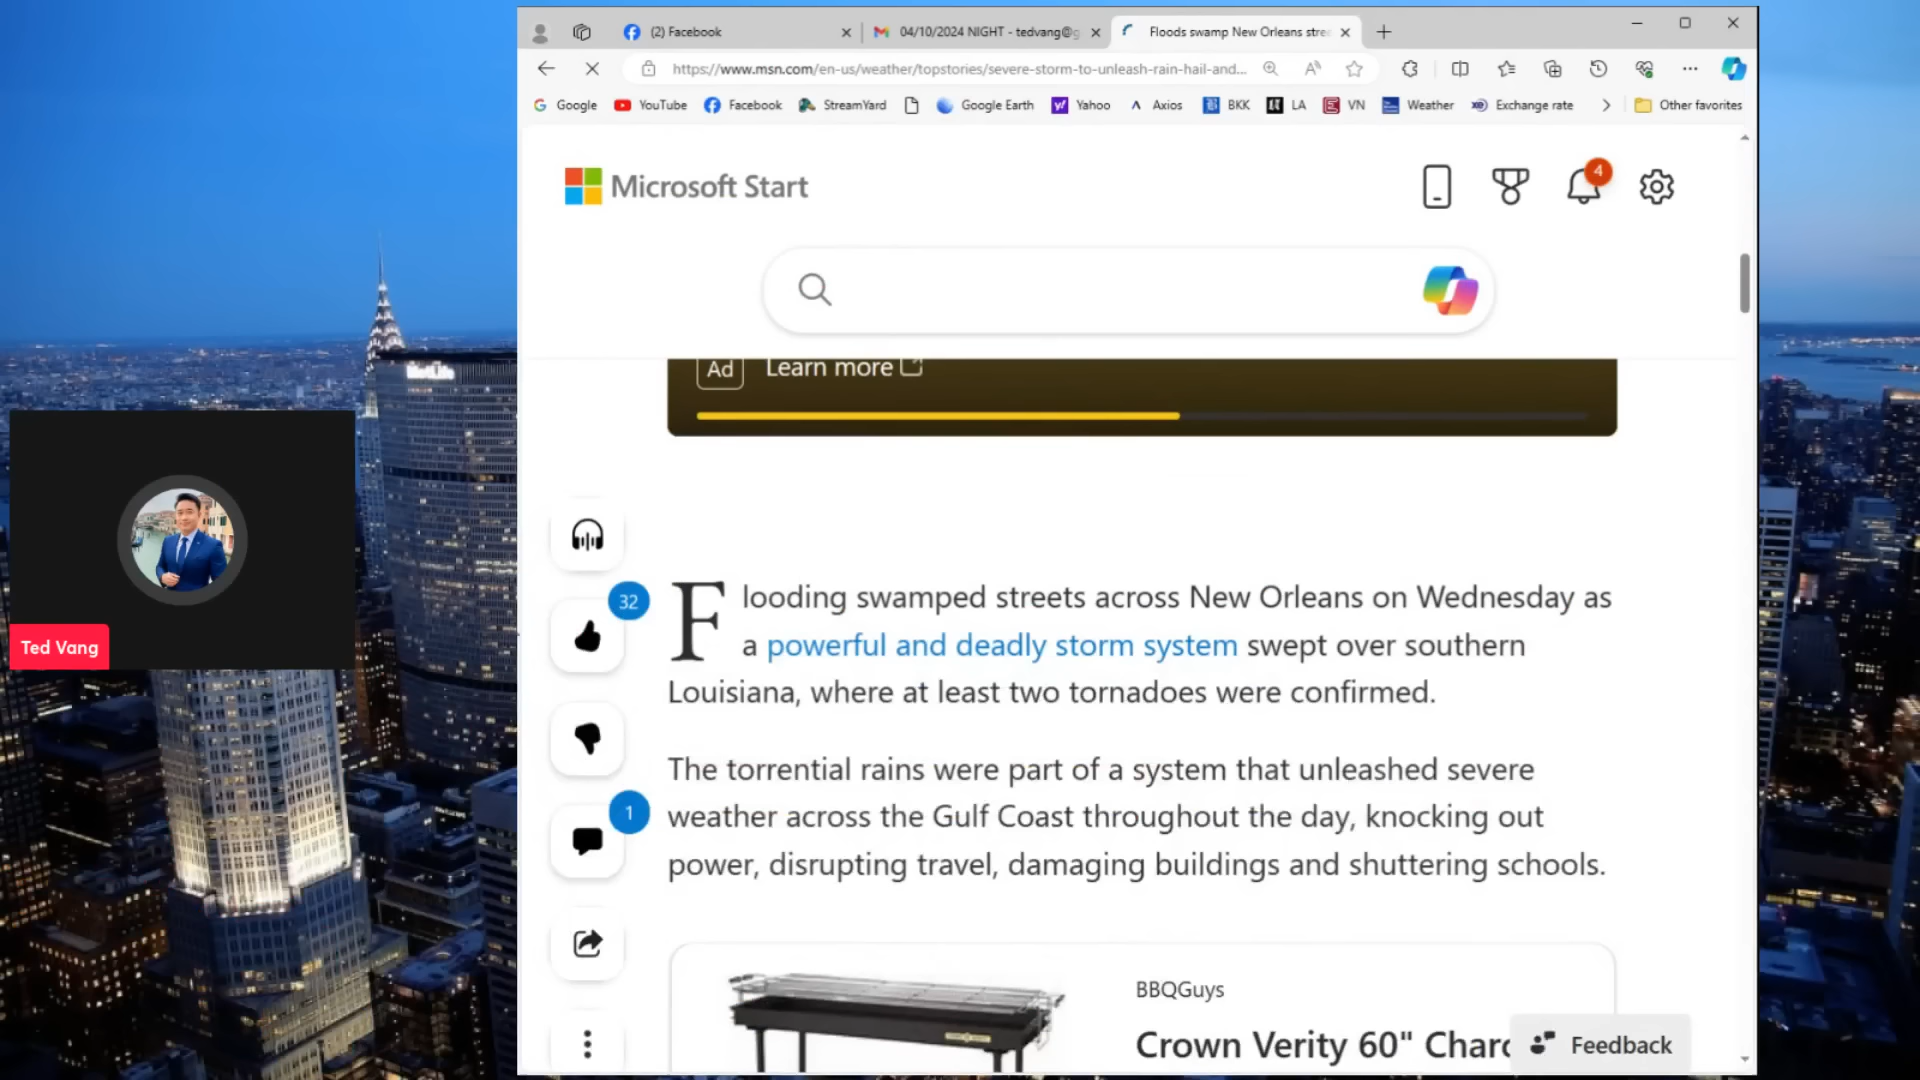 (2) Facebook
04/10/2024 NIGHT - tedvang@g
Floods swamp New Orleans stree
https://www.msn.com/en-us/weather/topstories/severe-storm-to-unleash-rain-hail-and...
Google
YouTube
Facebook
StreamYard
Google Earth
Yahoo
Axios
BKK
LA
VN
Weather
Exchange rate
Other favorites
Microsoft Start
4
Ad Learn more
MetLife
32
Flooding swamped streets across New Orleans on Wednesday as
a powerful and deadly storm system swept over southern
Louisiana, where at least two tornadoes were confirmed.
Ted Vang
1
The torrential rains were part of a system that unleashed severe
weather across the Gulf Coast throughout the day, knocking out
power, disrupting travel, damaging buildings and shuttering schools.
BBQGuys
Crown Verity 60" Charc
Feedback